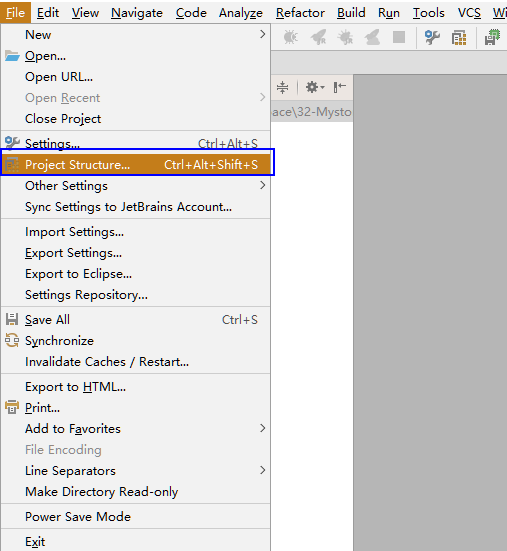 File Edit View Navigate Code Analyze Refactor Build Run Tools VCS Wi
New
Open...
Open URL...
Open Recent
Close Project
ace\32-Mysto
Settings... Ctrl+Alt+S
Project Structure... Ctrl+Alt+Shift+S
Other Settings
Sync Settings to JetBrains Account...
Import Settings...
Export Settings...
Export to Eclipse...
Settings Repository...
Save All Ctrl+S
Synchronize
Invalidate Caches / Restart...
Export to HTML...
Print...
Add to Favorites
File Encoding
Line Separators
Make Directory Read-only
Power Save Mode
Exit